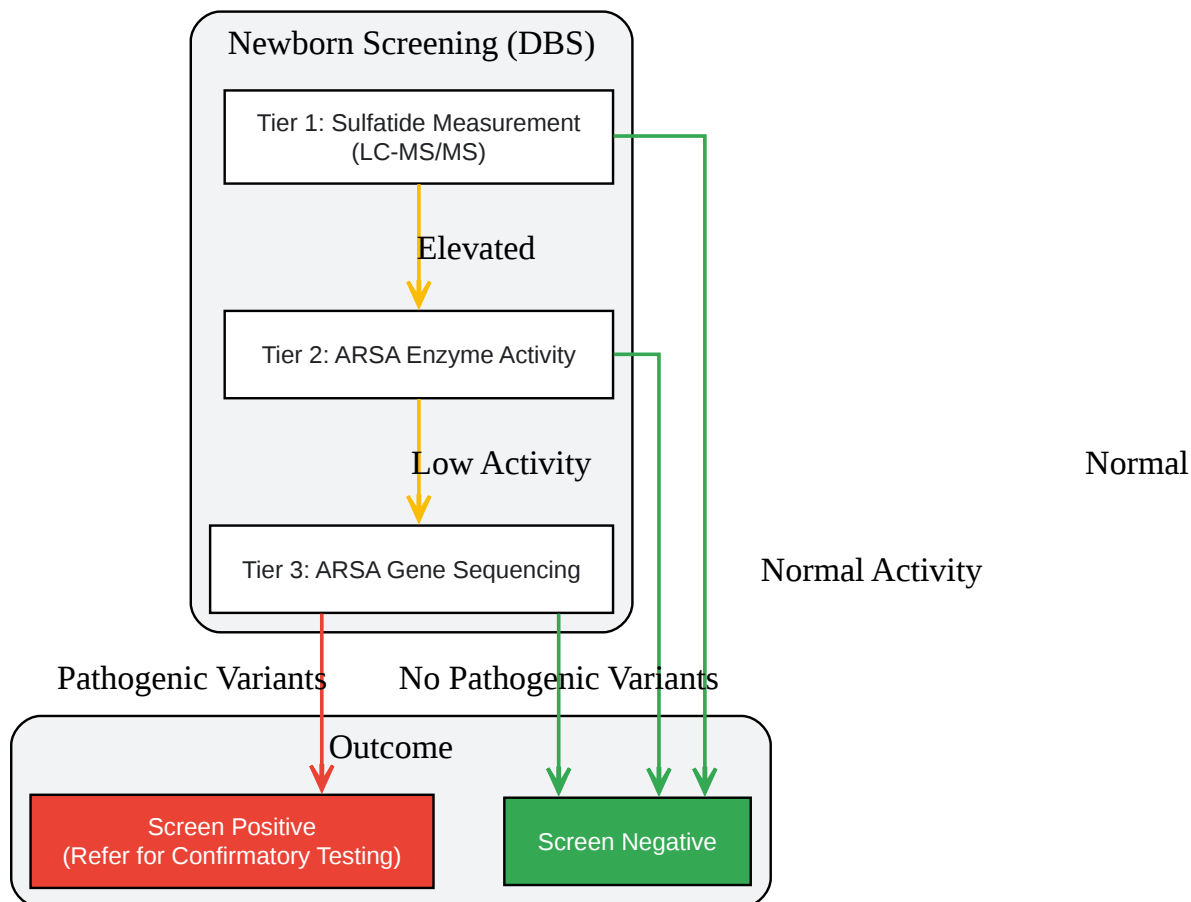 Newborn Screening (DBS)
Tier 1: Sulfatide Measurement
(LC-MS/MS)
Elevated
Tier 2: ARSA Enzyme Activity
Low Activity
Normal
Tier 3: ARSA Gene Sequencing
Normal Activity
Pathogenic Variants
No Pathogenic Variants
Outcome
Screen Positive
(Refer for Confirmatory Testing)
Screen Negative